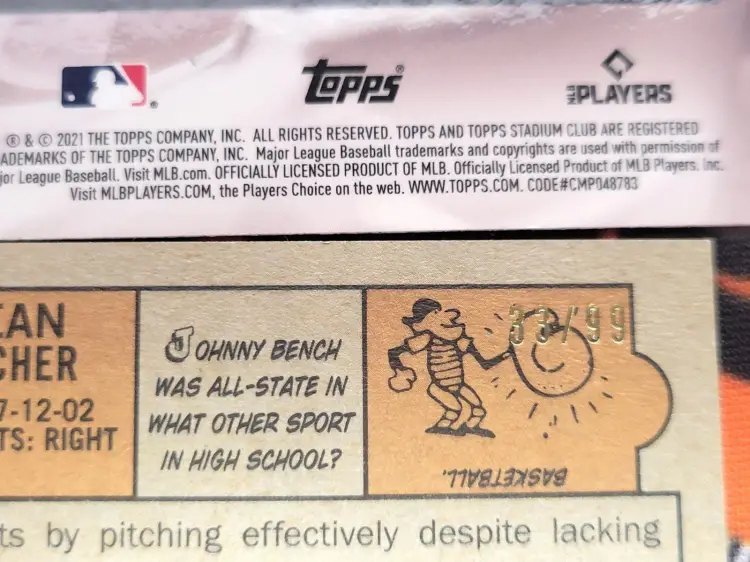 TOPPS
MLB PLAYERS
® & © 2021 THE TOPPS COMPANY, INC. ALL RIGHTS RESERVED. TOPPS AND TOPPS STADIUM CLUB ARE REGISTERED
ADEMARKS OF THE TOPPS COMPANY, INC. Major League Baseball trademarks and copyrights are used with permission of
jor League Baseball. Visit MLB.com. OFFICIALLY LICENSED PRODUCT OF MLB. Officially Licensed Product of MLB Players, Inc.
Visit MLBPLAYERS.COM, the Players Choice on the web. WWW.TOPPS.COM. CODE#CMP048783
EAN
CHER
7-12-02
TS: RIGHT
JOHNNY BENCH
WAS ALL-STATE IN
WHAT OTHER SPORT
IN HIGH SCHOOL?
33/99
BASKETBALL.
ts by pitching effectively despite lacking